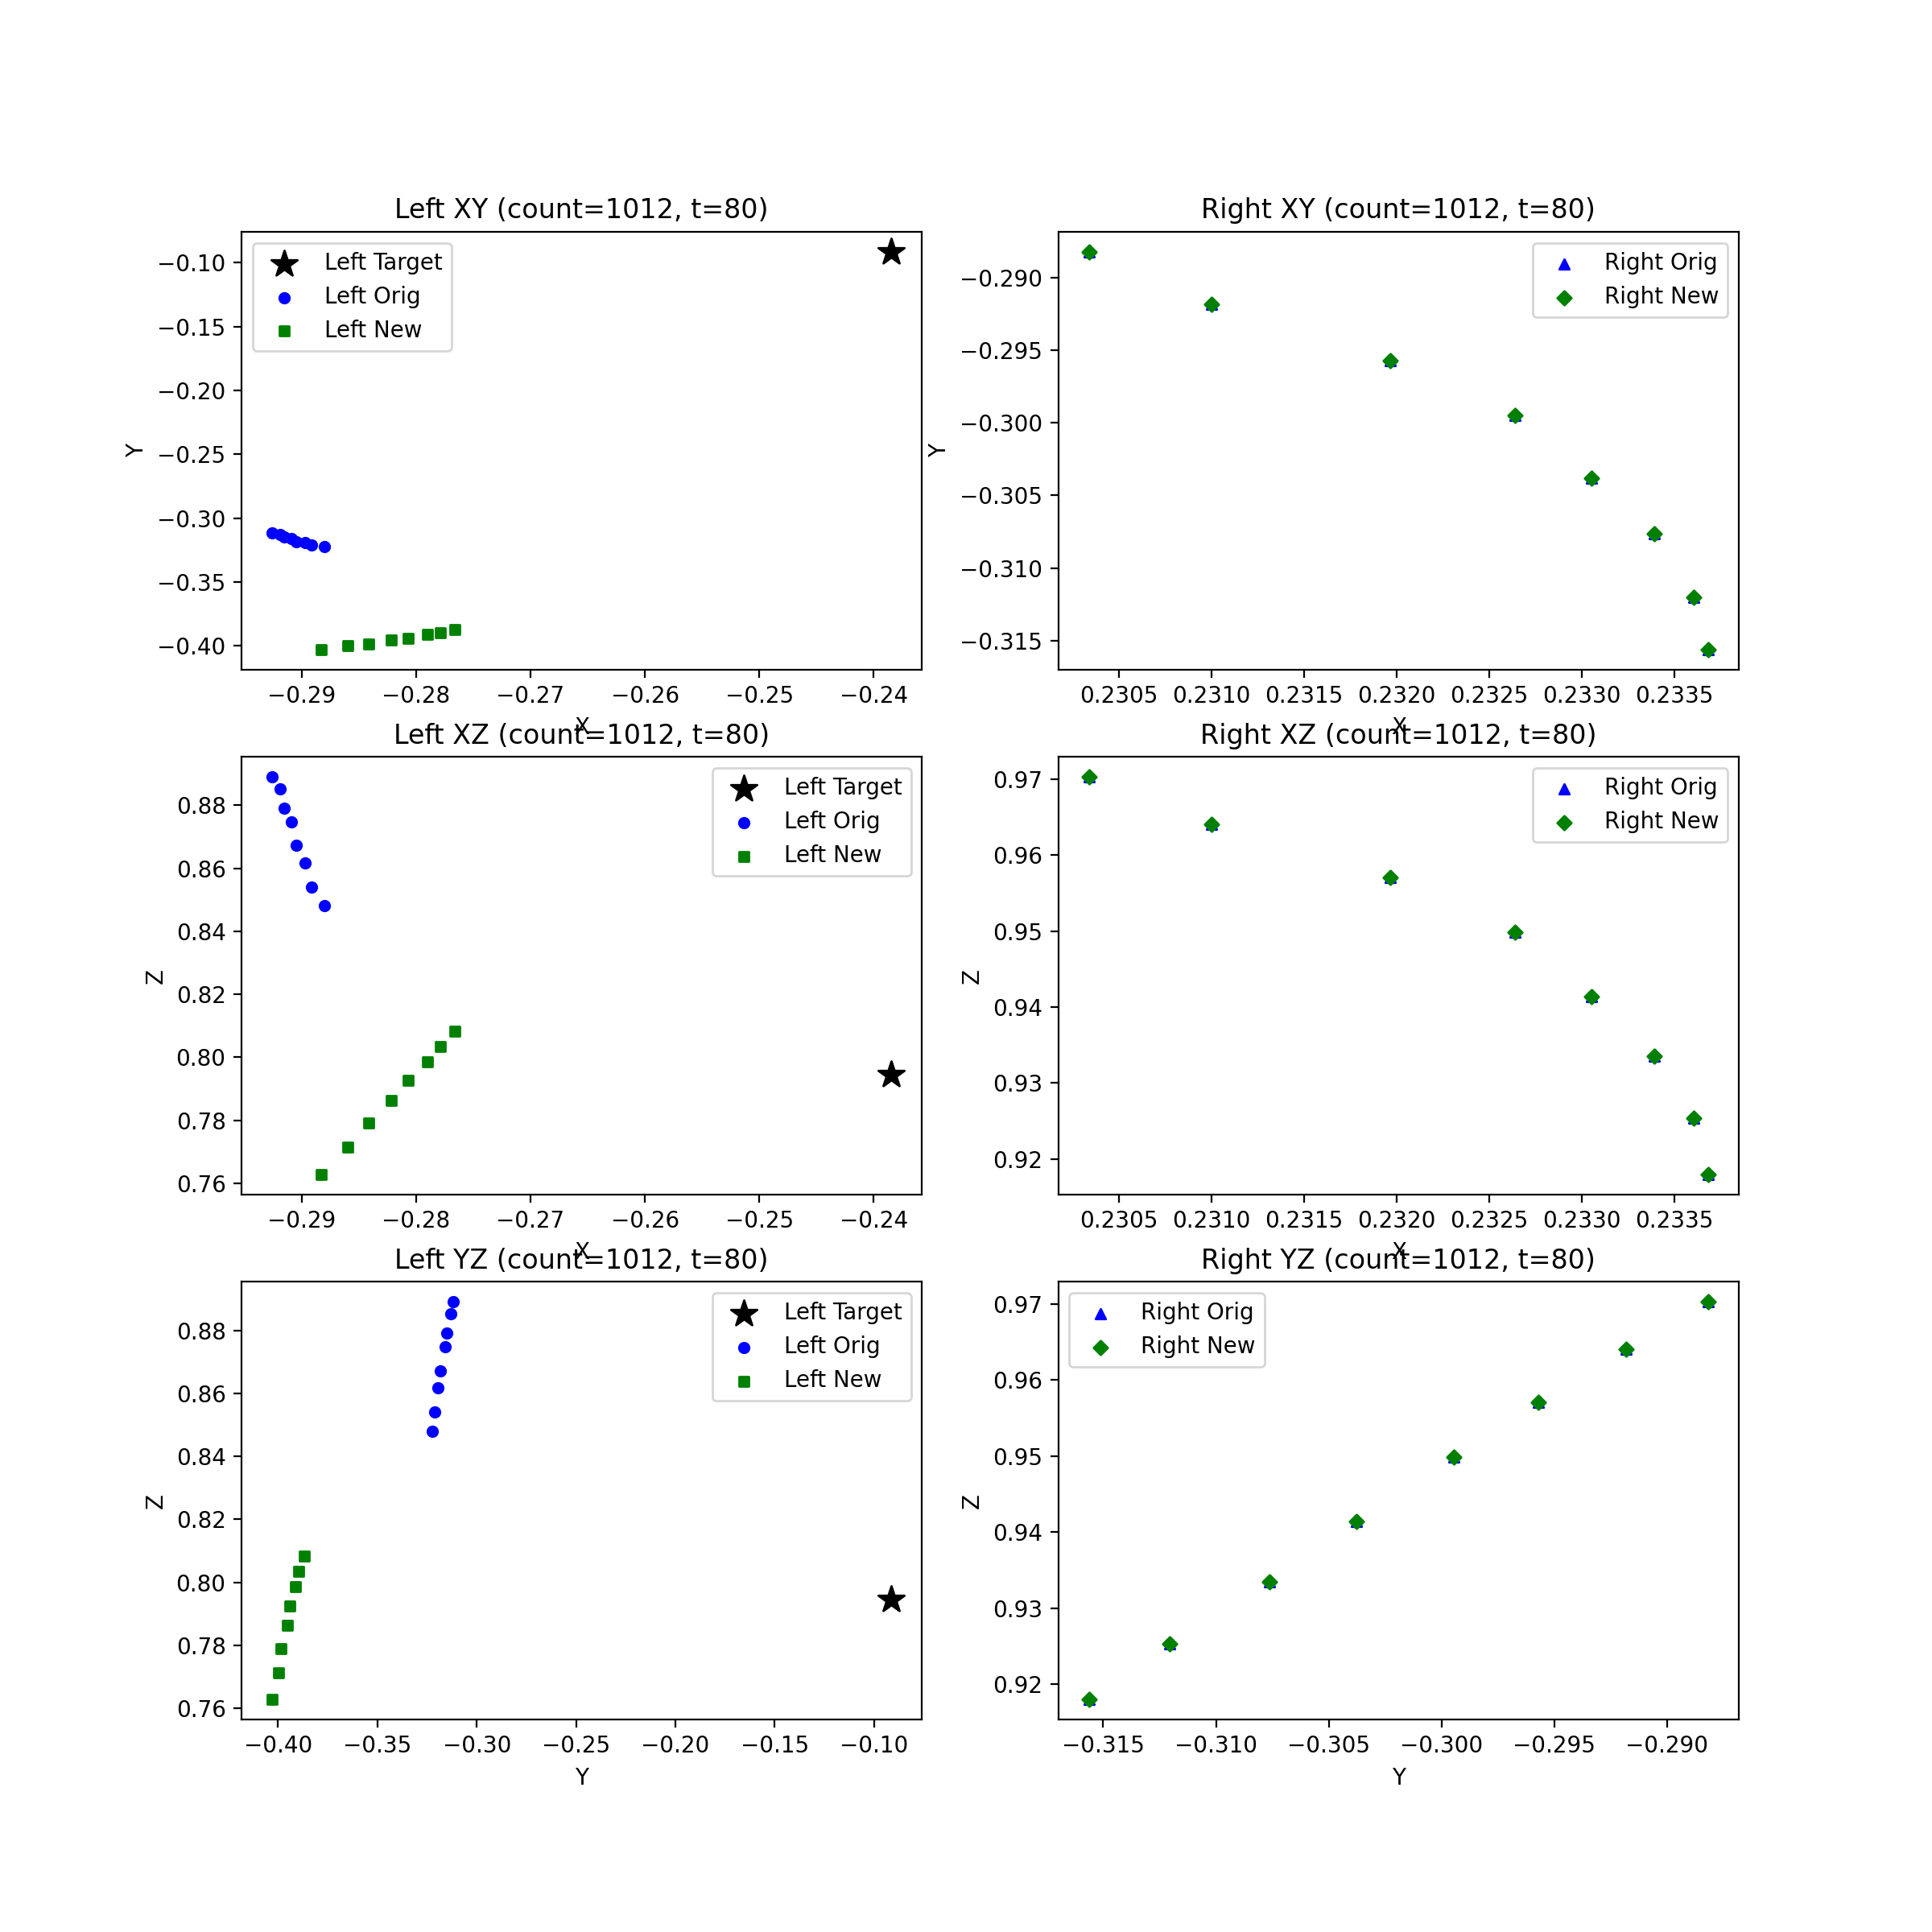 Left XY (count=1012, t=80)
Left Target
Left Orig
Left New
−0.10
−0.15
−0.20
−0.25
−0.30
−0.35
−0.40
Y
−0.29
−0.28
−0.27
−0.26
−0.25
−0.24
X
Right XY (count=1012, t=80)
Right Orig
Right New
−0.290
−0.295
−0.300
−0.305
−0.310
−0.315
Y
0.2305
0.2310
0.2315
0.2320
0.2325
0.2330
0.2335
X
Left XZ (count=1012, t=80)
Left Target
Left Orig
Left New
0.88
0.86
0.84
0.82
0.80
0.78
0.76
Z
−0.29
−0.28
−0.27
−0.26
−0.25
−0.24
X
Right XZ (count=1012, t=80)
Right Orig
Right New
0.97
0.96
0.95
0.94
0.93
0.92
Z
0.2305
0.2310
0.2315
0.2320
0.2325
0.2330
0.2335
X
Left YZ (count=1012, t=80)
Left Target
Left Orig
Left New
0.88
0.86
0.84
0.82
0.80
0.78
0.76
Z
−0.40
−0.35
−0.30
−0.25
−0.20
−0.15
−0.10
Y
Right YZ (count=1012, t=80)
Right Orig
Right New
0.97
0.96
0.95
0.94
0.93
0.92
Z
−0.315
−0.310
−0.305
−0.300
−0.295
−0.290
Y